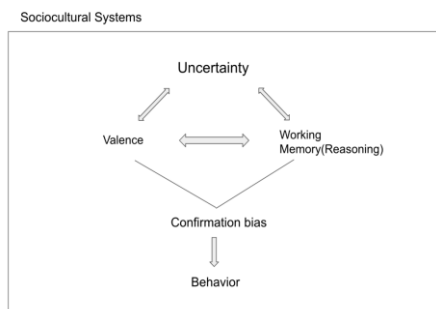 Sociocultural Systems
Uncertainty
Valence
Working
Memory(Reasoning)
Confirmation bias
Behavior